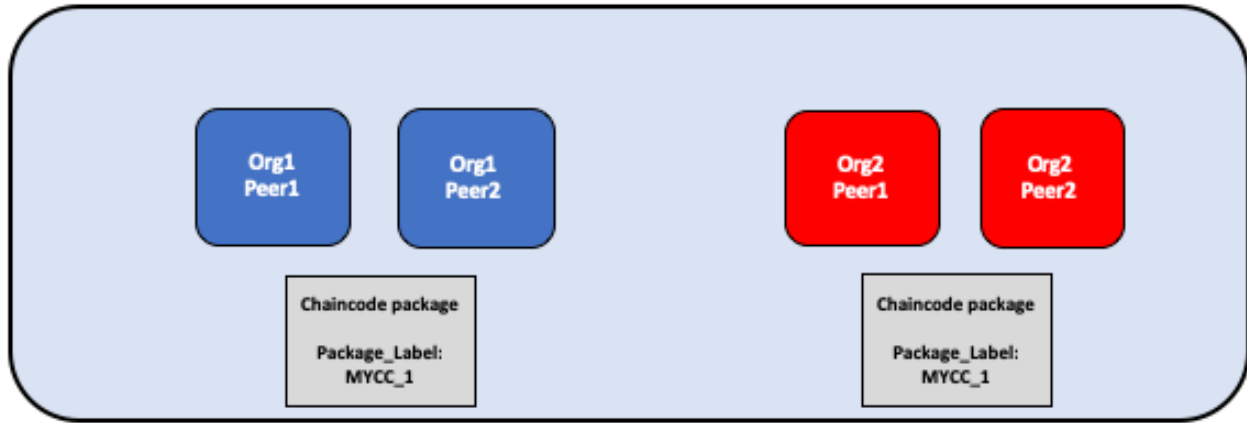 Org1
Peer1
Org1
Peer2
Org2
Peer1
Org2
Peer2
Chaincode package
Package_Label:
MYCC_1
Chaincode package
Package_Label:
MYCC_1